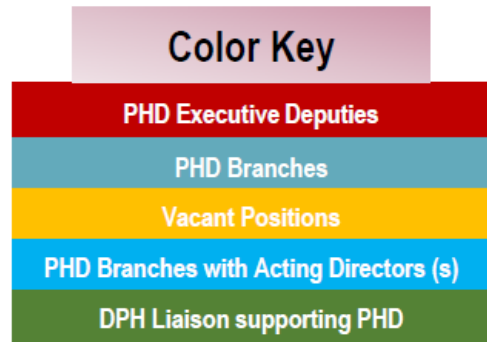 Color Key
PHD Executive Deputies
PHD Branches
Vacant Positions
PHD Branches with Acting Directors (s)
DPH Liaison supporting PHD